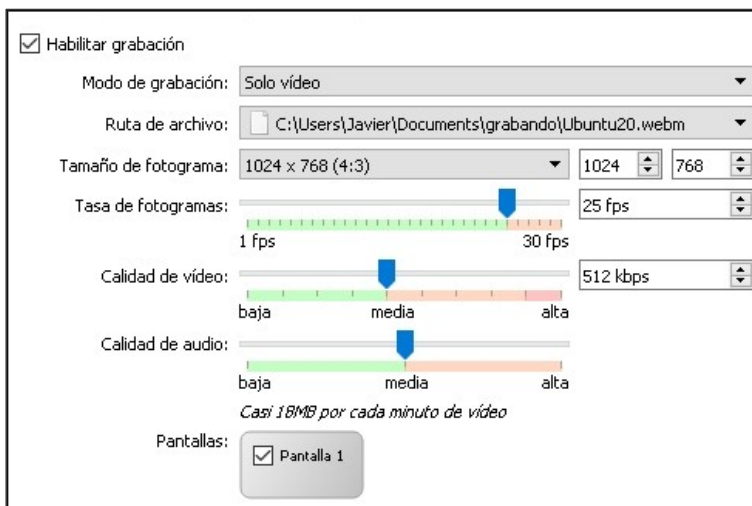 Habilitar grabación
Modo de grabación: Solo vídeo
Ruta de archivo: C:\Users\Javier\Documents\grabando\Ubuntu20.webm
Tamaño de fotograma: 1024 x 768 (4:3) 1024 768
Tasa de fotogramas: 25 fps
1 fps 30 fps
Calidad de vídeo: 512 kbps
baja media alta
Calidad de audio:
baja media alta
Casi 18MB por cada minuto de vídeo
Pantallas: Pantalla 1